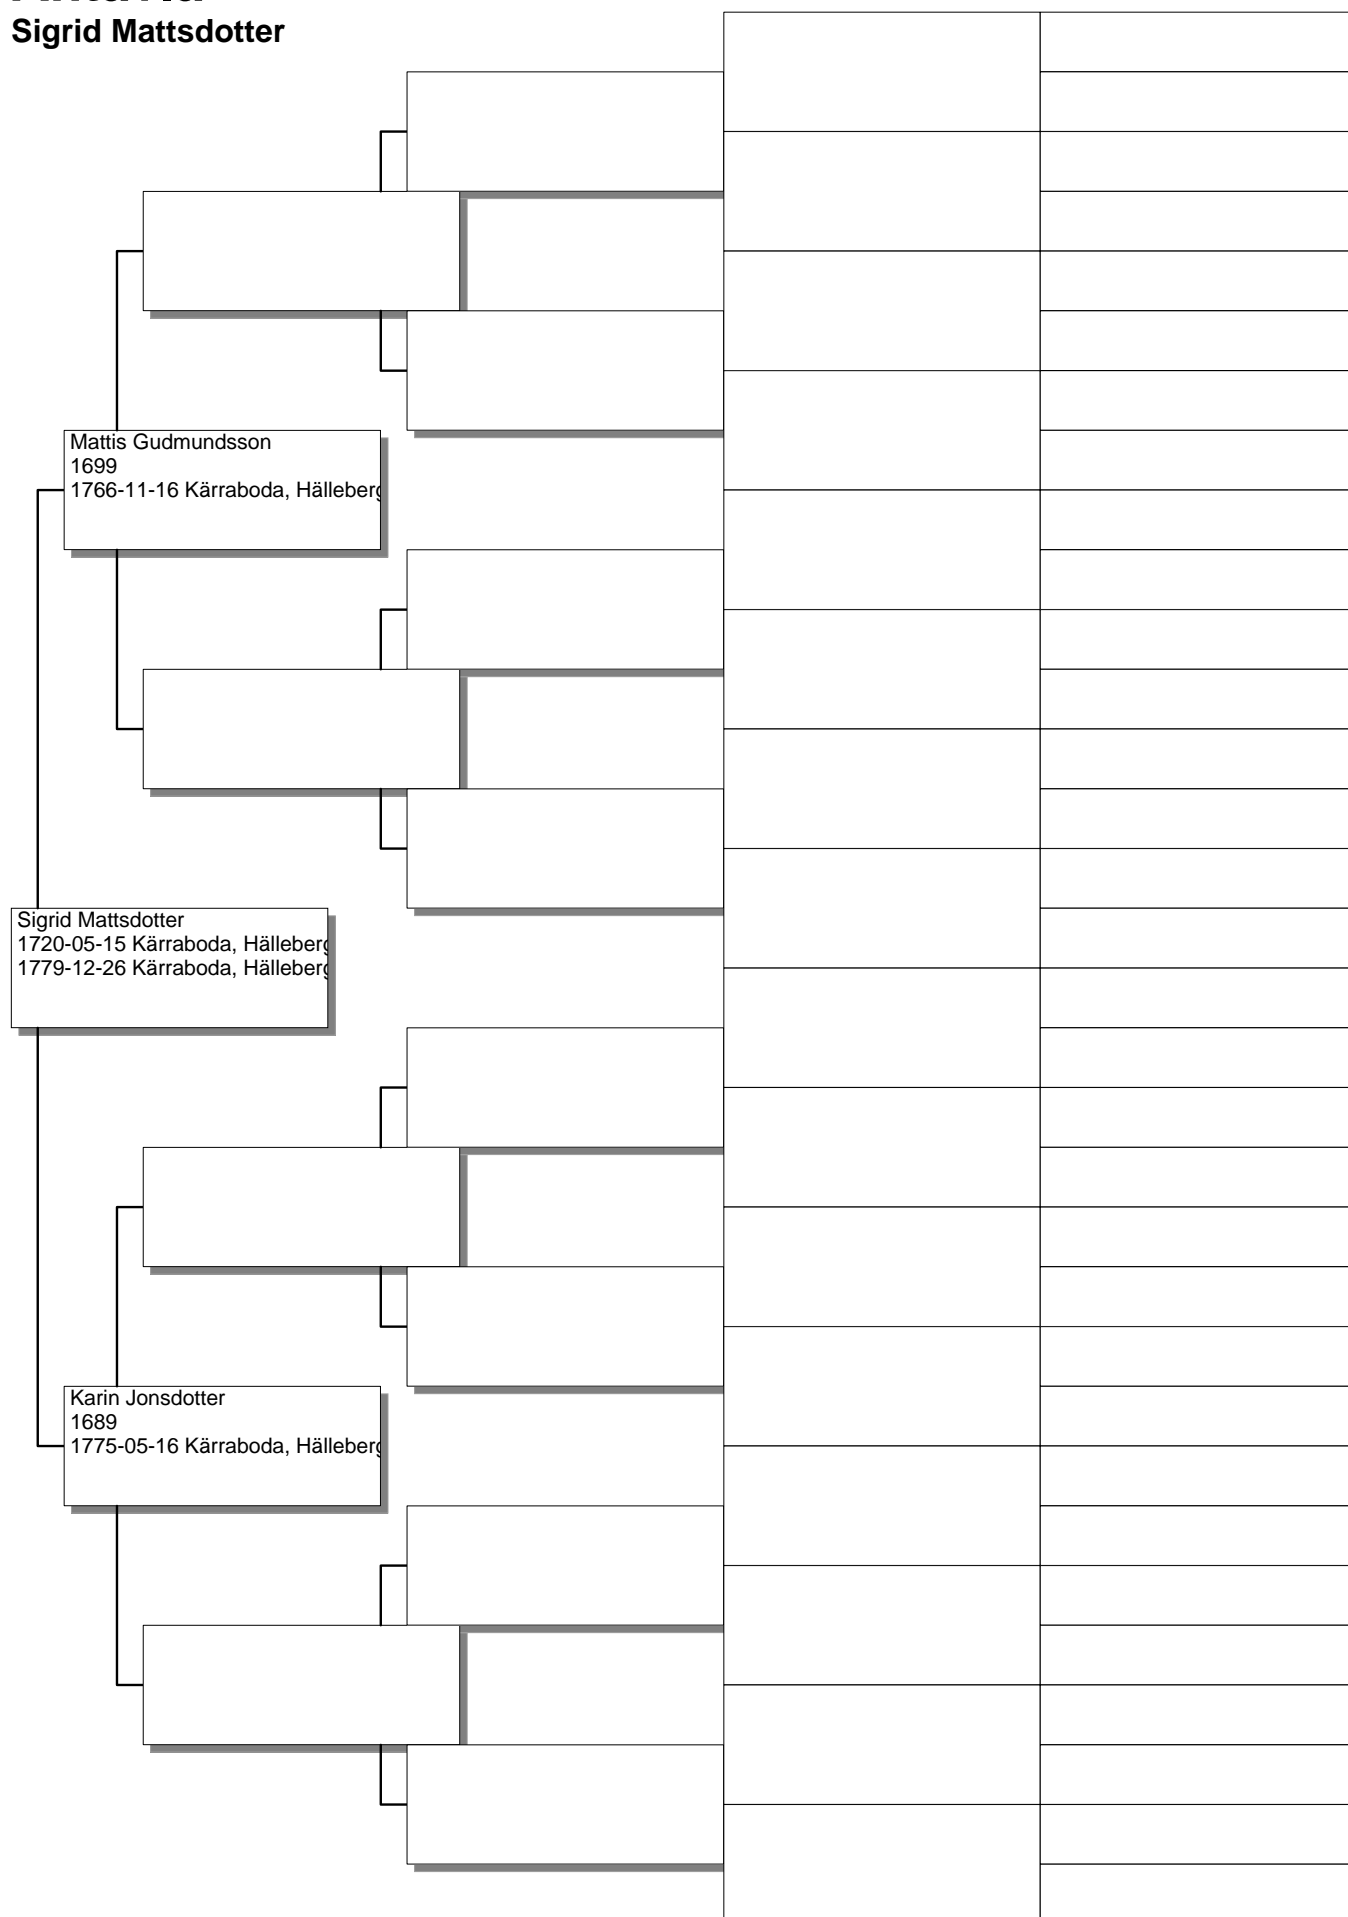 Sigrid Mattsdotter
Mattis Gudmundsson
1699
1766-11-16 Kärraboda, Hälleberg
Sigrid Mattsdotter
1720-05-15 Kärraboda, Hälleberg
1779-12-26 Kärraboda, Hälleberg
Karin Jonsdotter
1689
1775-05-16 Kärraboda, Hälleberg